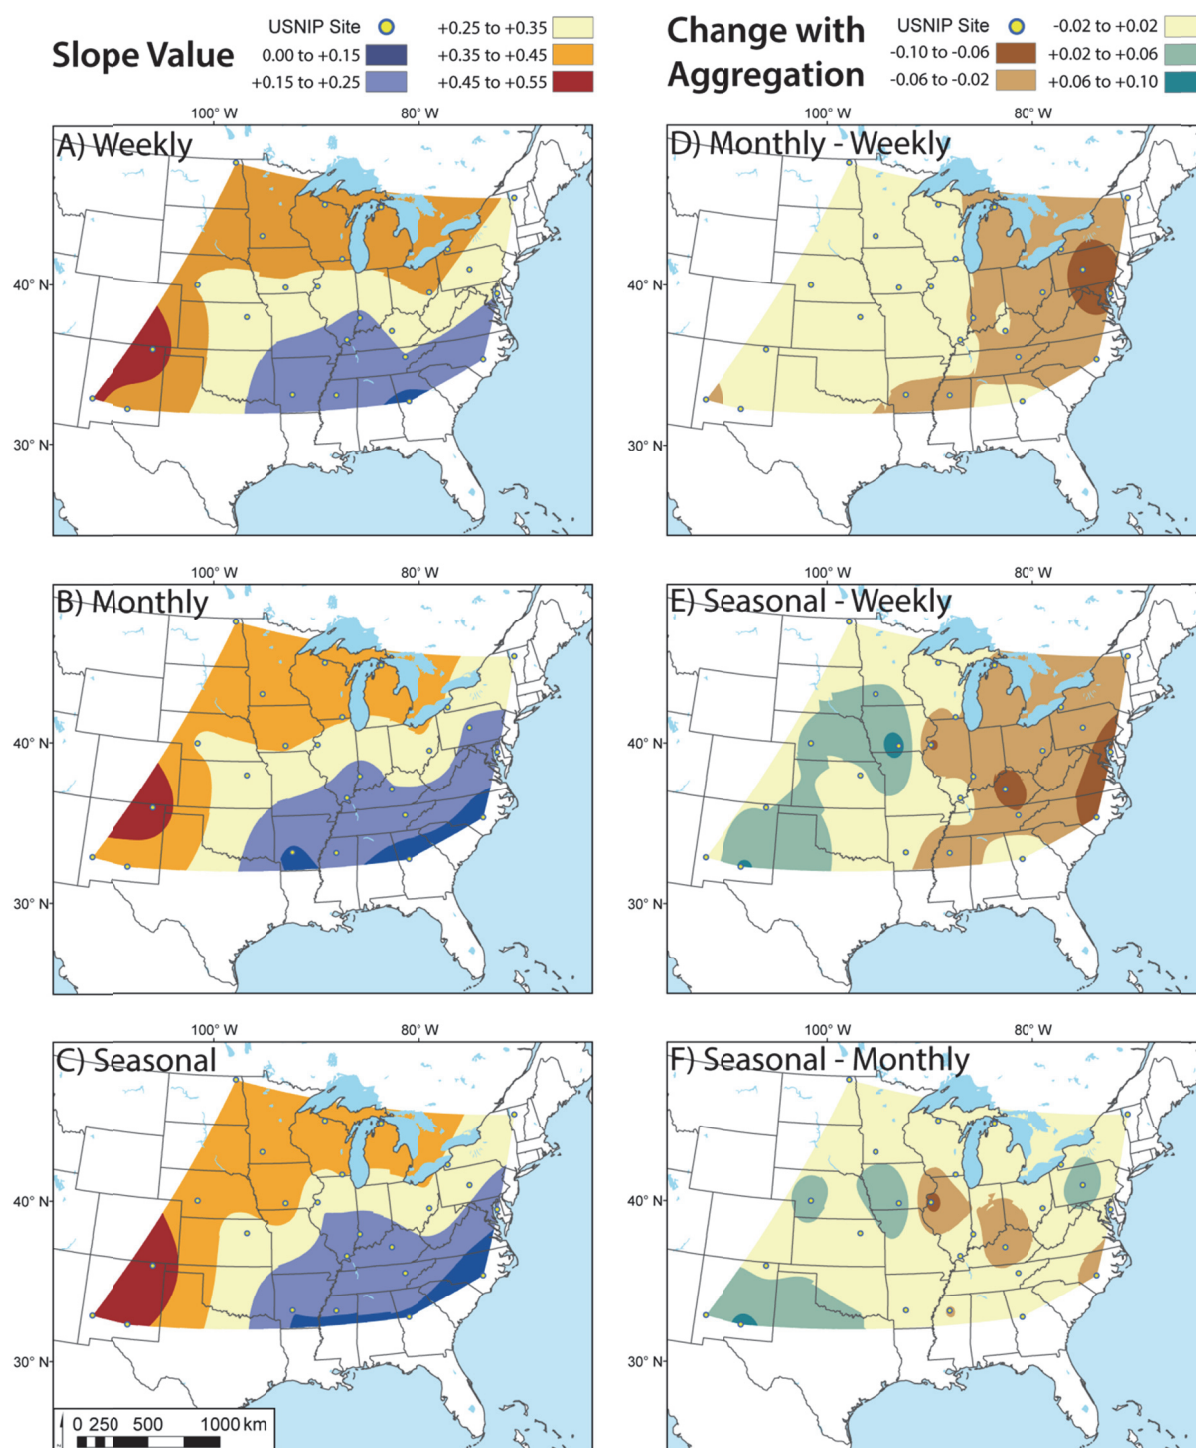 Slope Value
USNIP Site
0.00 to +0.15
+0.15 to +0.25
+0.25 to +0.35
+0.35 to +0.45
+0.45 to +0.55
Change with
Aggregation
USNIP Site
-0.10 to -0.06
-0.06 to -0.02
-0.02 to +0.02
+0.02 to +0.06
+0.06 to +0.10
100° W 80° W
A) Weekly
40° N
30° N
100° W 80° W
D) Monthly - Weekly
40° N
30° N
100° W 80° W
B) Monthly
40° N
30° N
100° W 80° W
E) Seasonal - Weekly
40° N
30° N
100° W 80° W
C) Seasonal
40° N
30° N
0 250 500 1000 km
100° W 80° W
F) Seasonal - Monthly
40° N
30° N